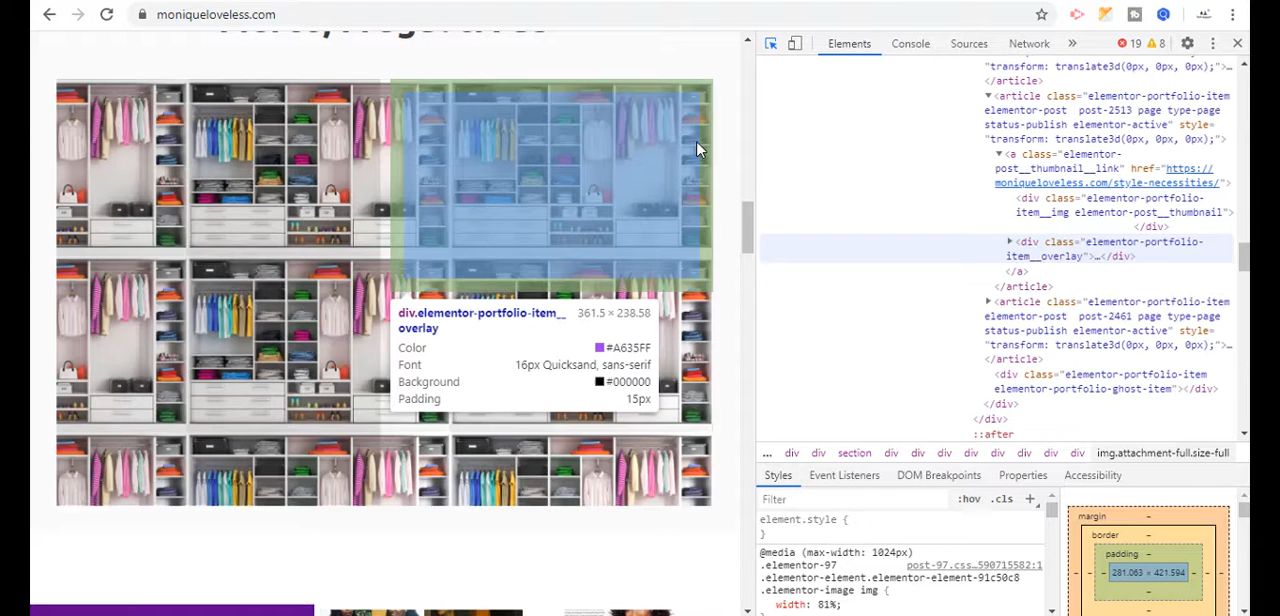 moniqueloveless.com
Elements Console Sources Network » 19 8
"transform: translate3d(0px, 0px, 0px);">…
</article>
<article class="elementor-portfolio-item
elementor-post post-2513 page type-page
status-publish elementor-active" style=
"transform: translate3d(0px, 0px, 0px);">
<a class="elementor-
post__thumbnail__link" href="https://
moniqueloveless.com/style-necessities/">
<div class="elementor-portfolio-
item__img elementor-post__thumbnail">
</div>
<div class="elementor-portfolio-
item__overlay">…</div>
</a>
</article>
<article class="elementor-portfolio-item
elementor-post post-2461 page type-page
status-publish elementor-active" style=
"transform: translate3d(0px, 0px, 0px);">…
</article>
<div class="elementor-portfolio-item
elementor-portfolio-ghost-item"></div>
</div>
</div>
::after
div.elementor-portfolio-item__ 361.5 × 238.58
overlay
Color #A635FF
Font 16px Quicksand, sans-serif
Background #000000
Padding 15px
... div div section div div div div div div img.attachment-full.size-full
Styles Event Listeners DOM Breakpoints Properties Accessibility
Filter :hov .cls +
element.style {
}
@media (max-width: 1024px)
.elementor-97 post-97.css…590715582:1
.elementor-element.elementor-element-91c50c8
.elementor-image img {
width: 81%;
margin –
border –
padding –
– – – 281.063 × 421.594 – – –
–
–
–